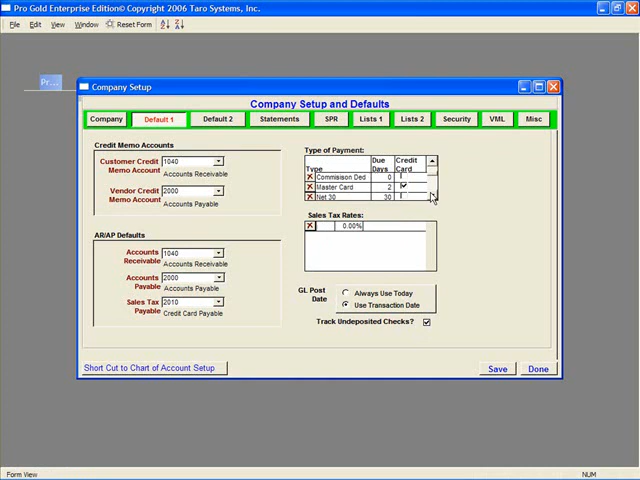 Pro Gold Enterprise Edition© Copyright 2006 Taro Systems, Inc.
File Edit View Window Reset Form
Pr...
Company Setup
Company Setup and Defaults
Company Default 1 Default 2 Statements SPR Lists 1 Lists 2 Security VML Misc
Credit Memo Accounts
Customer Credit Memo Account 1040
Accounts Receivable
Vendor Credit Memo Account 2000
Accounts Payable
AR/AP Defaults
Accounts Receivable 1040
Accounts Receivable
Accounts Payable 2000
Accounts Payable
Sales Tax Payable 2010
Credit Card Payable
Type of Payment:
Type Due Days Credit Card
Commisison Ded 0
Master Card 2
Net 30 30
Sales Tax Rates:
0.00%
GL Post Date
Always Use Today
Use Transaction Date
Track Undeposited Checks?
Short Cut to Chart of Account Setup
Save Done
Form View NUM